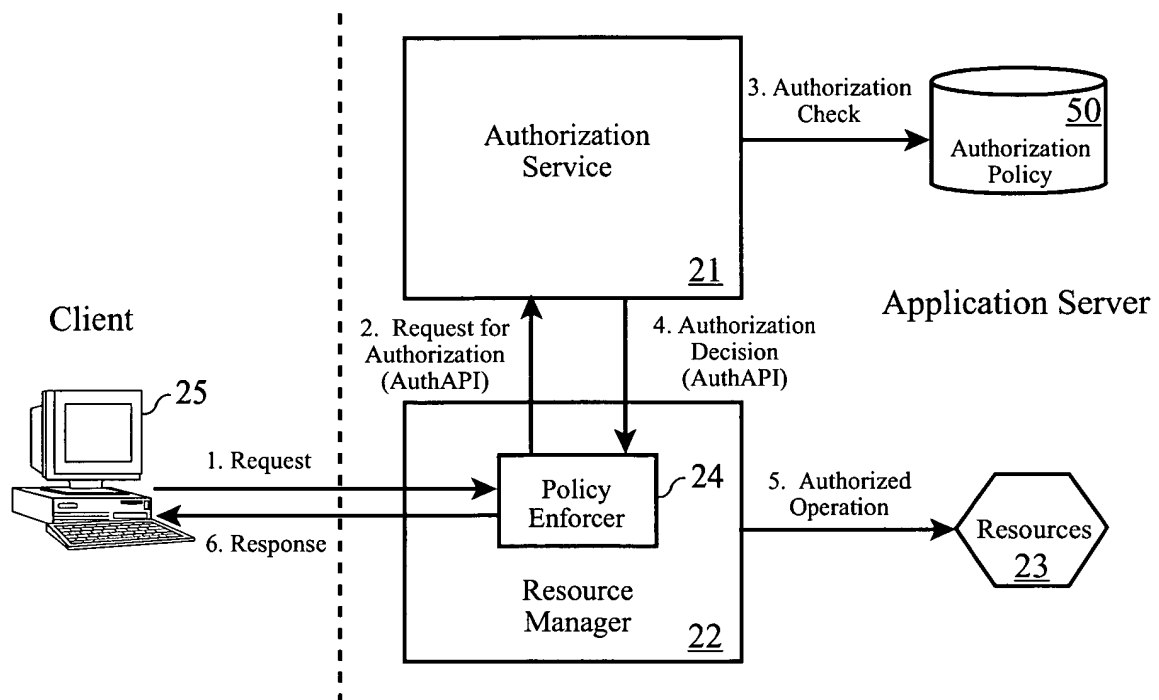 3. Authorization
Check
50
Authorization
Policy
Authorization
Service
21
Client
Application Server
2. Request for
Authorization
(AuthAPI)
4. Authorization
Decision
(AuthAPI)
25
1. Request
6. Response
Policy
Enforcer
24
5. Authorized
Operation
Resources
23
Resource
Manager
22